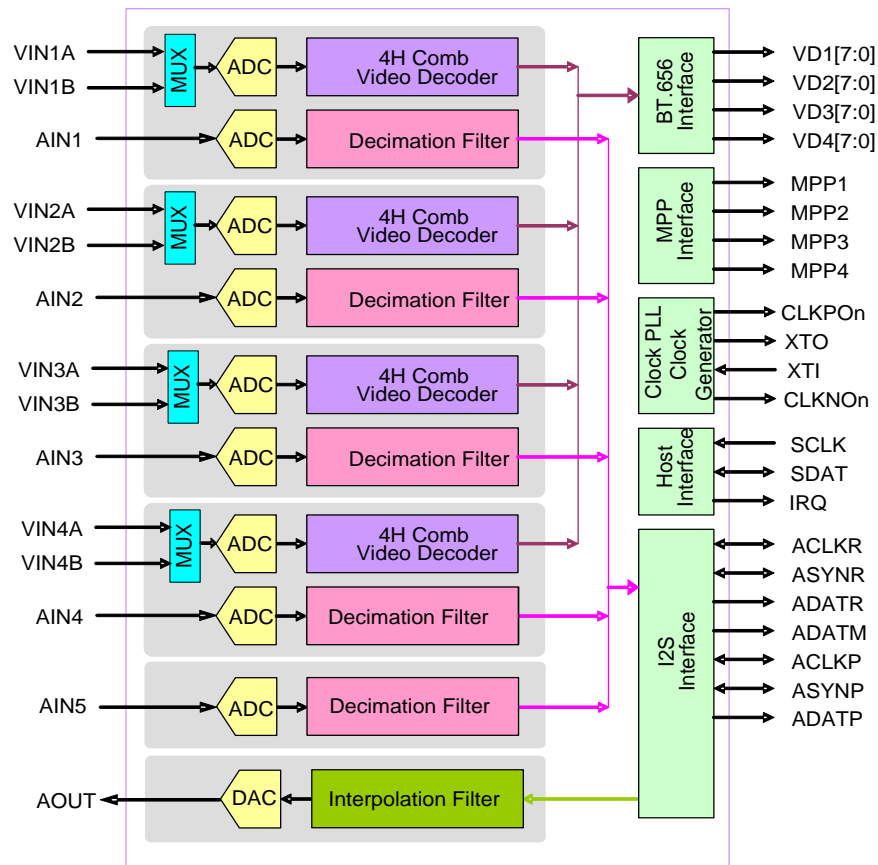 VIN1A
VIN1B
MUX
ADC
4H Comb
Video Decoder
AIN1
ADC
Decimation Filter
VIN2A
VIN2B
MUX
ADC
4H Comb
Video Decoder
AIN2
ADC
Decimation Filter
VIN3A
VIN3B
MUX
ADC
4H Comb
Video Decoder
AIN3
ADC
Decimation Filter
VIN4A
VIN4B
MUX
ADC
4H Comb
Video Decoder
AIN4
ADC
Decimation Filter
AIN5
ADC
Decimation Filter
AOUT
DAC
Interpolation Filter
BT.656
Interface
VD1[7:0]
VD2[7:0]
VD3[7:0]
VD4[7:0]
MPP
Interface
MPP1
MPP2
MPP3
MPP4
Clock PLL
Clock
Generator
CLKPOn
XTO
XTI
CLKNOn
Host
Interface
SCLK
SDAT
IRQ
I2S
Interface
ACLKR
ASYNR
ADATR
ADATM
ACLKP
ASYNP
ADATP